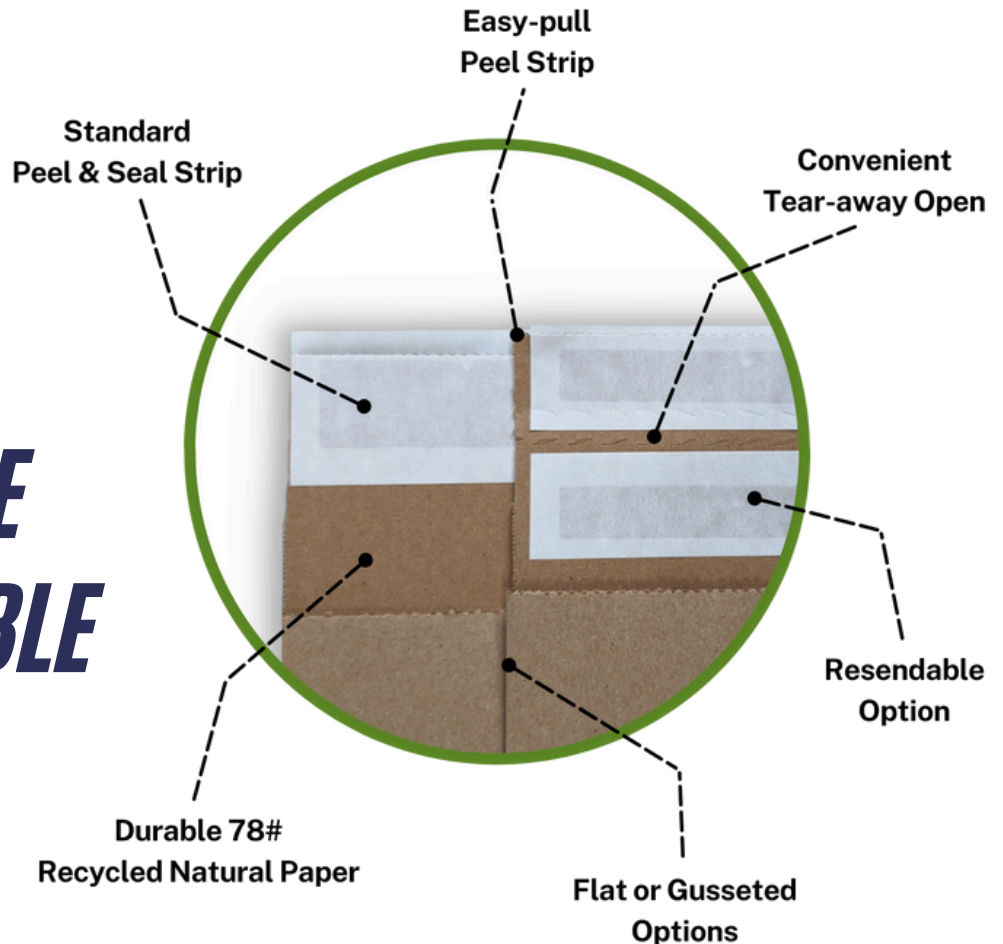 Easy-pull
Peel Strip
Standard
Peel & Seal Strip
Convenient
Tear-away Open
Resendable
Option
Durable 78#
Recycled Natural Paper
Flat or Gusseted
Options